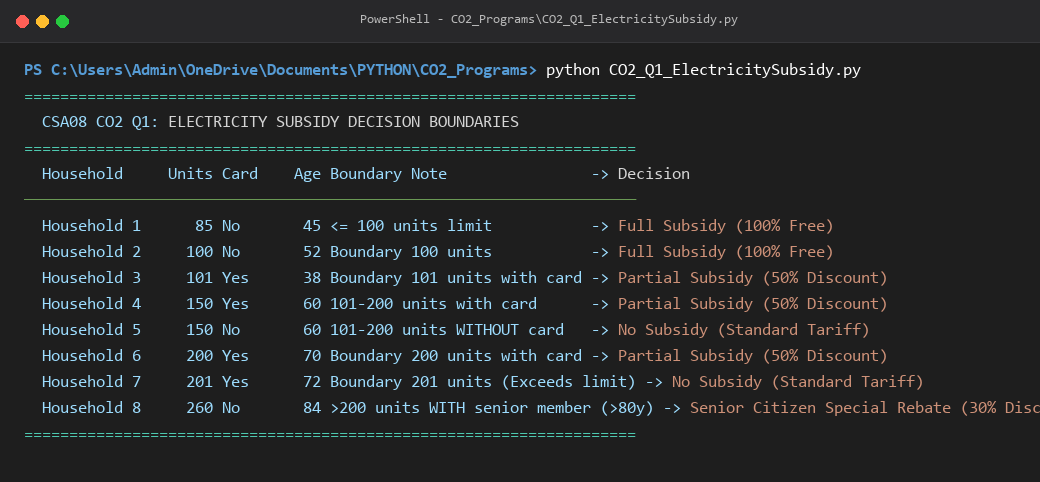 PowerShell - CO2_Programs\CO2_Q1_ElectricitySubsidy.py
PS C:\Users\Admin\OneDrive\Documents\PYTHON\CO2_Programs> python CO2_Q1_ElectricitySubsidy.py
====================================================================
CSA08 CO2 Q1: ELECTRICITY SUBSIDY DECISION BOUNDARIES
====================================================================
Household     Units Card    Age Boundary Note                -> Decision
────────────────────────────────────────────────────────────────────
Household 1      85 No       45 <= 100 units limit           -> Full Subsidy (100% Free)
Household 2     100 No       52 Boundary 100 units           -> Full Subsidy (100% Free)
Household 3     101 Yes      38 Boundary 101 units with card -> Partial Subsidy (50% Discount)
Household 4     150 Yes      60 101-200 units with card      -> Partial Subsidy (50% Discount)
Household 5     150 No       60 101-200 units WITHOUT card   -> No Subsidy (Standard Tariff)
Household 6     200 Yes      70 Boundary 200 units with card -> Partial Subsidy (50% Discount)
Household 7     201 Yes      72 Boundary 201 units (Exceeds limit) -> No Subsidy (Standard Tariff)
Household 8     260 No       84 >200 units WITH senior member (>80y) -> Senior Citizen Special Rebate (30% Disc
====================================================================